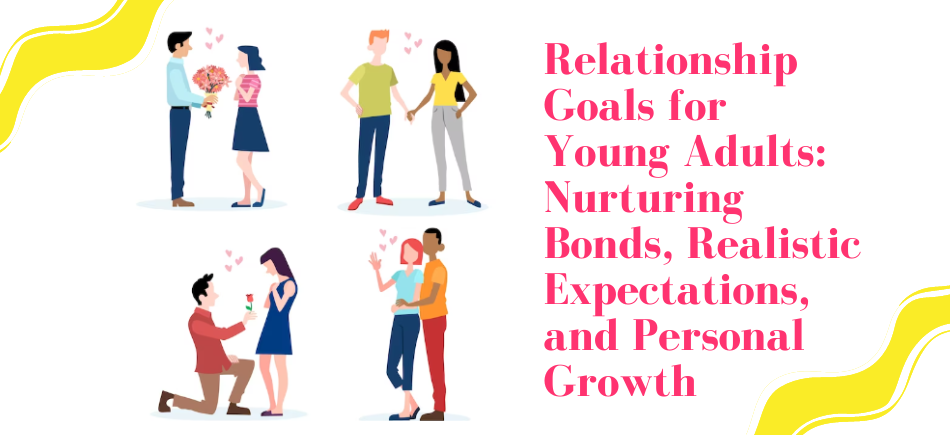 Relationship
Goals for
Young Adults:
Nurturing
Bonds, Realistic
Expectations,
and Personal
Growth